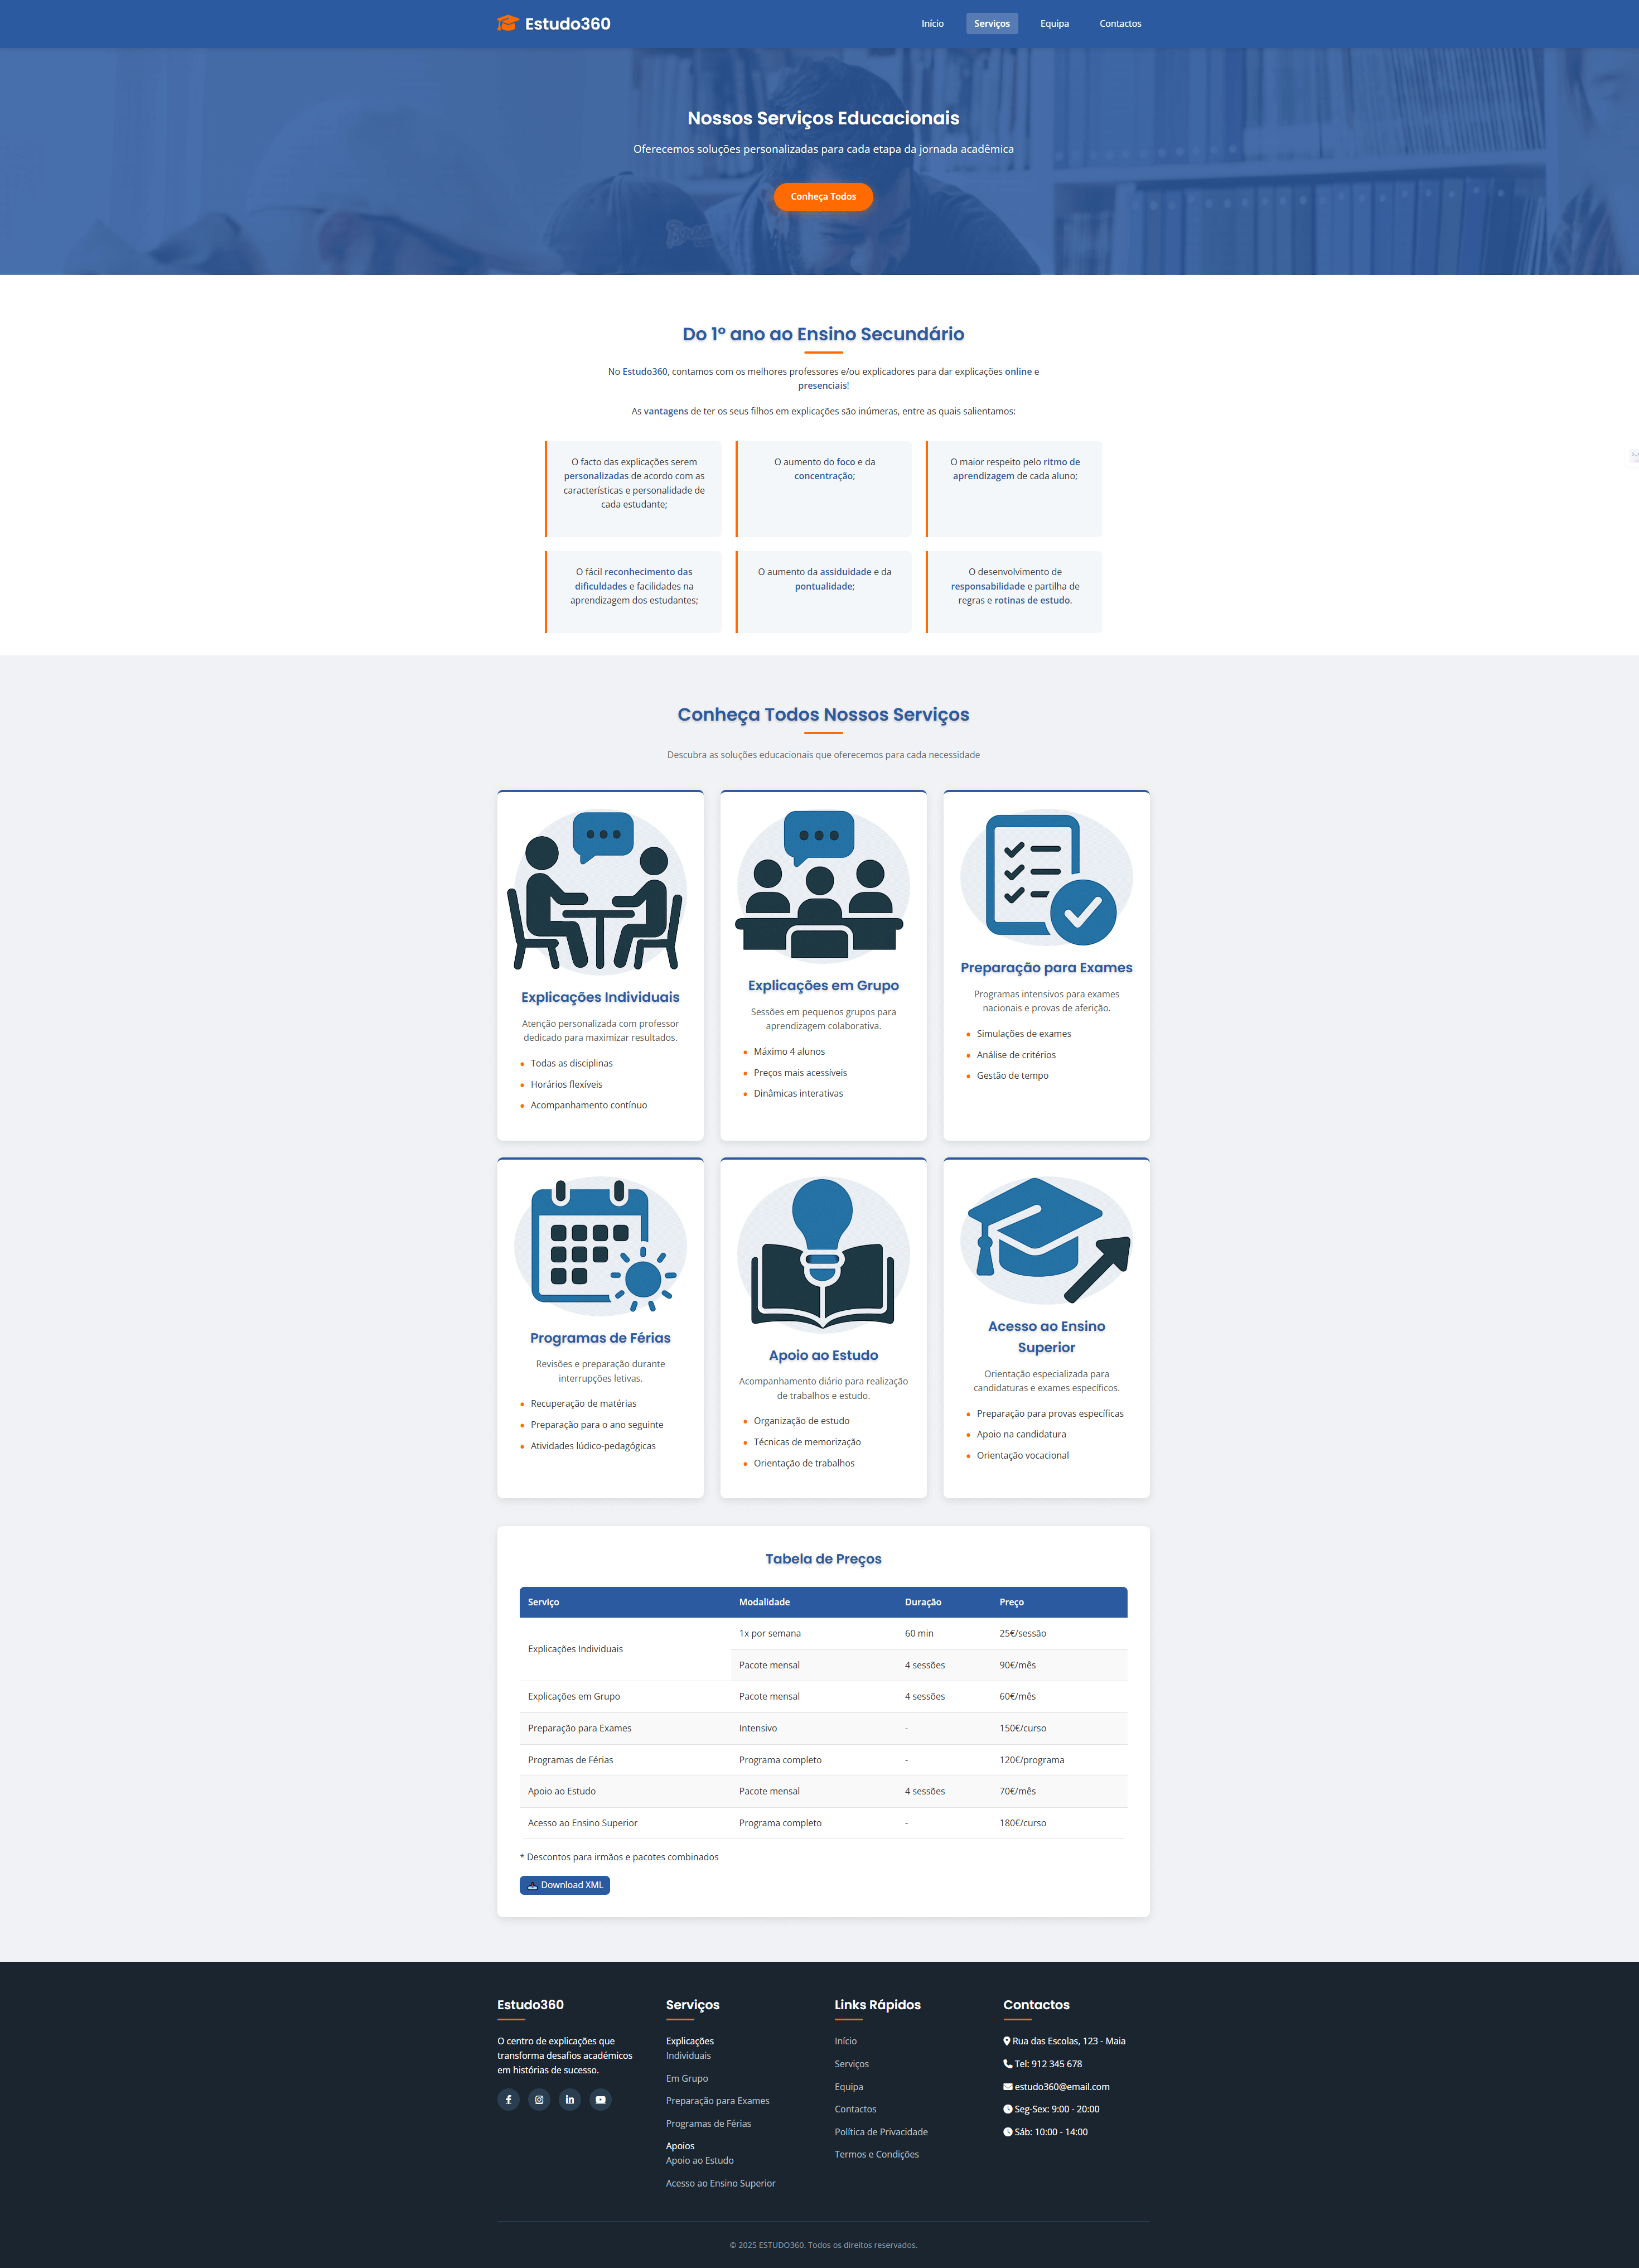 Estudo360
Início
Serviços
Equipa
Contactos
Nossos Serviços Educacionais
Oferecemos soluções personalizadas para cada etapa da jornada acadêmica
Conheça Todos
Do 1º ano ao Ensino Secundário
No Estudo360, contamos com os melhores professores e/ou explicadores para dar explicações online e
presenciais!
As vantagens de ter os seus filhos em explicações são inúmeras, entre as quais salientamos:
O facto das explicações serem
personalizadas de acordo com as
características e personalidade de
cada estudante;
O aumento do foco e da
concentração;
O maior respeito pelo ritmo de
aprendizagem de cada aluno;
O fácil reconhecimento das
dificuldades e facilidades na
aprendizagem dos estudantes;
O aumento da assiduidade e da
pontualidade;
O desenvolvimento de
responsabilidade e partilha de
regras e rotinas de estudo.
Conheça Todos Nossos Serviços
Descubra as soluções educacionais que oferecemos para cada necessidade
Explicações Individuais
Atenção personalizada com professor
dedicado para maximizar resultados.
Todas as disciplinas
Horários flexíveis
Acompanhamento contínuo
Explicações em Grupo
Sessões em pequenos grupos para
aprendizagem colaborativa.
Máximo 4 alunos
Preços mais acessíveis
Dinâmicas interativas
Preparação para Exames
Programas intensivos para exames
nacionais e provas de aferição.
Simulações de exames
Análise de critérios
Gestão de tempo
Programas de Férias
Revisões e preparação durante
interrupções letivas.
Recuperação de matérias
Preparação para o ano seguinte
Atividades lúdico-pedagógicas
Apoio ao Estudo
Acompanhamento diário para realização
de trabalhos e estudo.
Organização de estudo
Técnicas de memorização
Orientação de trabalhos
Acesso ao Ensino
Superior
Orientação especializada para
candidaturas e exames específicos.
Preparação para provas específicas
Apoio na candidatura
Orientação vocacional
Tabela de Preços
Serviço Modalidade Duração Preço
Explicações Individuais 1x por semana 60 min 25€/sessão
Pacote mensal 4 sessões 90€/mês
Explicações em Grupo Pacote mensal 4 sessões 60€/mês
Preparação para Exames Intensivo - 150€/curso
Programas de Férias Programa completo - 120€/programa
Apoio ao Estudo Pacote mensal 4 sessões 70€/mês
Acesso ao Ensino Superior Programa completo - 180€/curso
* Descontos para irmãos e pacotes combinados
Download XML
Estudo360
O centro de explicações que
transforma desafios académicos
em histórias de sucesso.
Serviços
Explicações
Individuais
Em Grupo
Preparação para Exames
Programas de Férias
Apoios
Apoio ao Estudo
Acesso ao Ensino Superior
Links Rápidos
Início
Serviços
Equipa
Contactos
Política de Privacidade
Termos e Condições
Contactos
Rua das Escolas, 123 - Maia
Tel: 912 345 678
estudo360@email.com
Seg-Sex: 9:00 - 20:00
Sáb: 10:00 - 14:00
© 2025 ESTUDO360. Todos os direitos reservados.